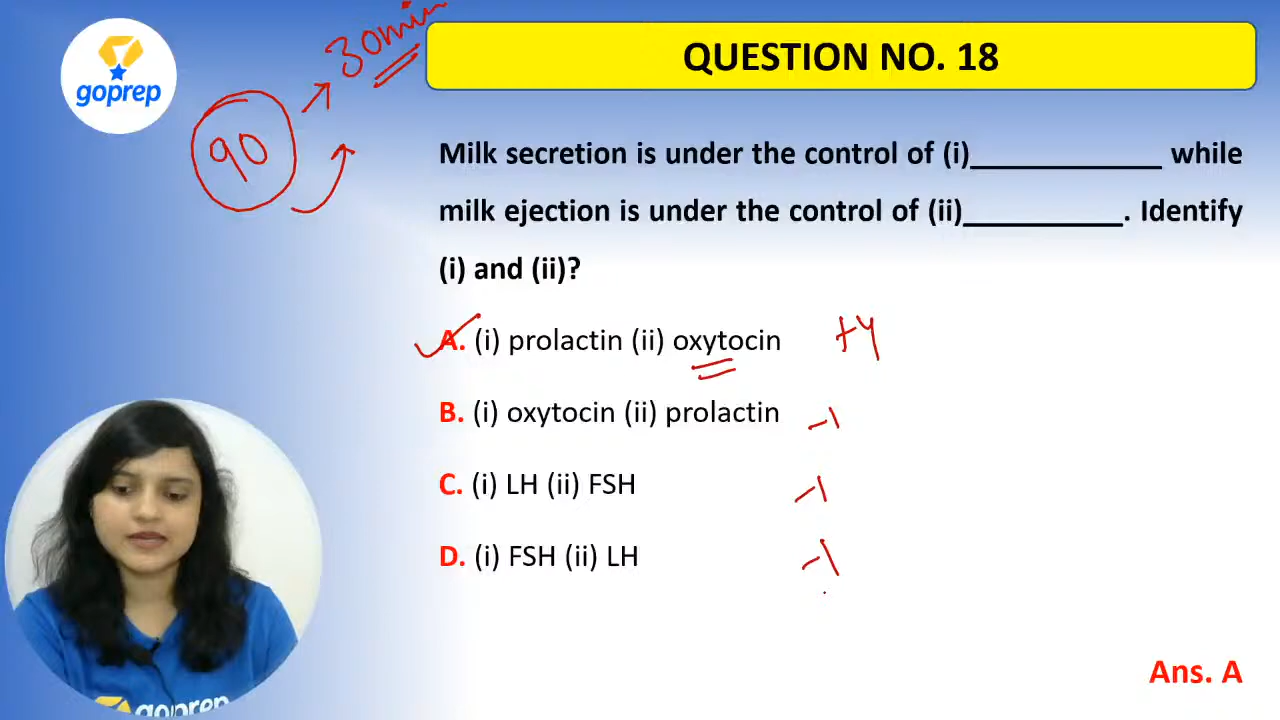 goprep
90
30min
QUESTION NO. 18
Milk secretion is under the control of (i)____________ while
milk ejection is under the control of (ii)__________. Identify
(i) and (ii)?
A. (i) prolactin (ii) oxytocin +4
B. (i) oxytocin (ii) prolactin -1
C. (i) LH (ii) FSH -1
D. (i) FSH (ii) LH -1
Ans. A
goprep